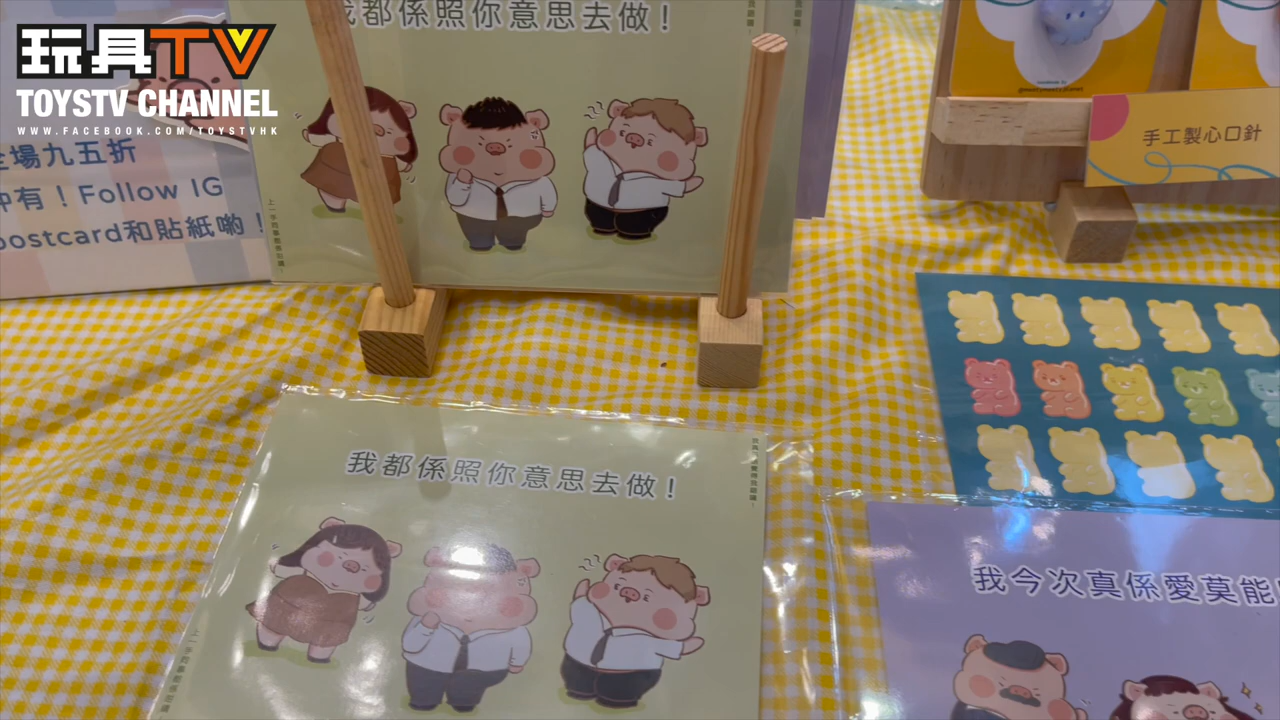 玩具TV
TOYSTV CHANNEL
WWW.FACEBOOK.COM/TOYSTVHK
全場九五折
仲有！Follow IG
postcard和貼紙喲！
我都係照你意思去做！
手工製心口針
我都係照你意思去做！
我今次真係愛莫能